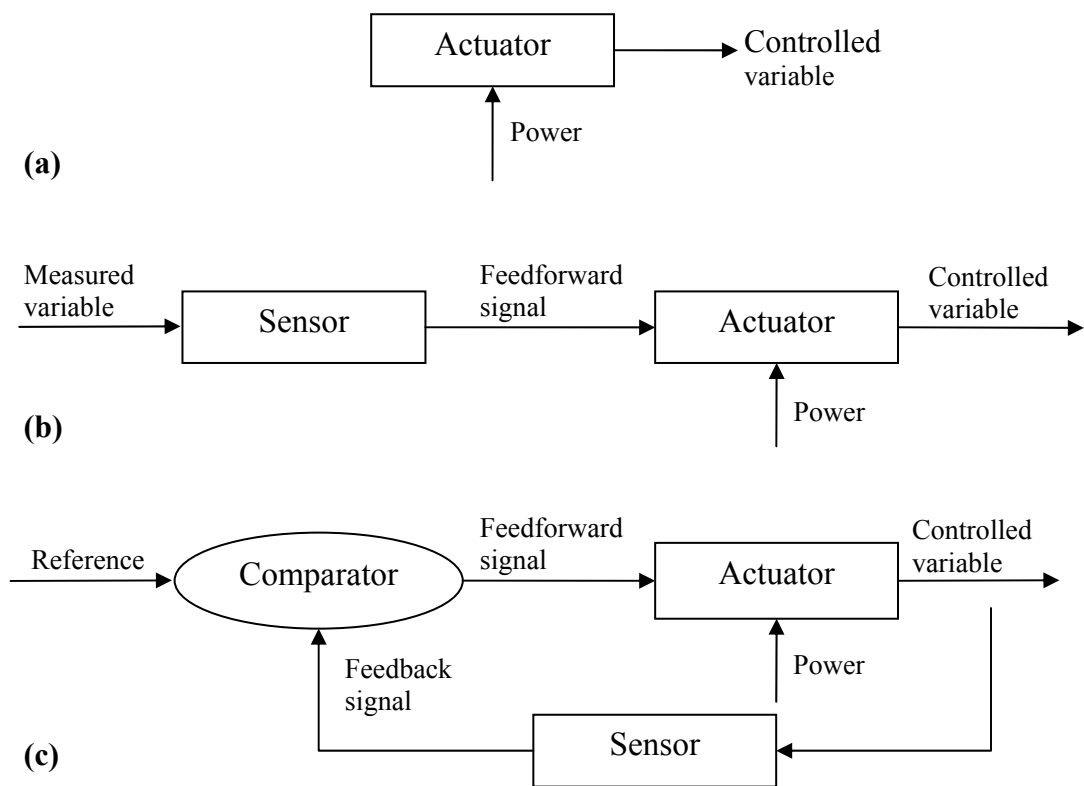 Actuator
Controlled
variable
Power
(a)
Measured
variable
Sensor
Feedforward
signal
Actuator
Controlled
variable
Power
(b)
Reference
Comparator
Feedforward
signal
Actuator
Controlled
variable
Feedback
signal
Power
Sensor
(c)